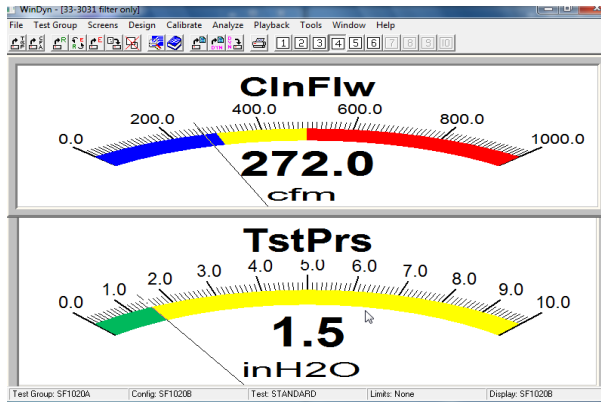 WinDyn - [33-3031 filter only]
File Test Group Screens Design Calibrate Analyze Playback Tools Window Help
1 2 3 4 5 6 7 8 9 10
ClnFlw
0.0 200.0 400.0 600.0 800.0 1000.0
272.0
cfm
TstPrs
0.0 1.0 2.0 3.0 4.0 5.0 6.0 7.0 8.0 9.0 10.0
1.5
inH2O
Test Group: SF1020A Config: SF1020B Test: STANDARD Limits: None Display: SF1020B